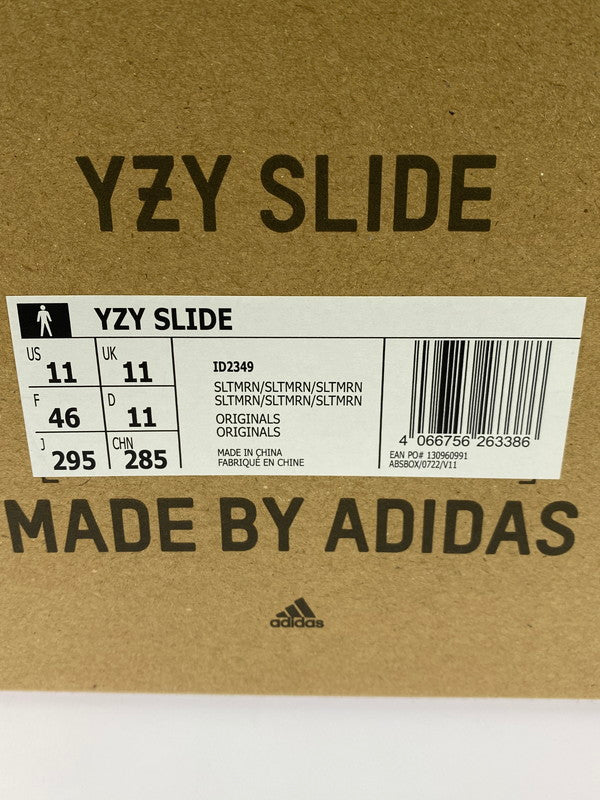 YZY SLIDE
YZY SLIDE
US 11 UK 11
F 46 D 11
J 295 CHN 285
ID2349
SLTMRN/SLTMRN/SLTMRN
SLTMRN/SLTMRN/SLTMRN
ORIGINALS
ORIGINALS
MADE IN CHINA
FABRIQUÉ EN CHINE
4 066756 263386
EAN PO# 130960991
ABSBOX/0722/V11
MADE BY ADIDAS
adidas